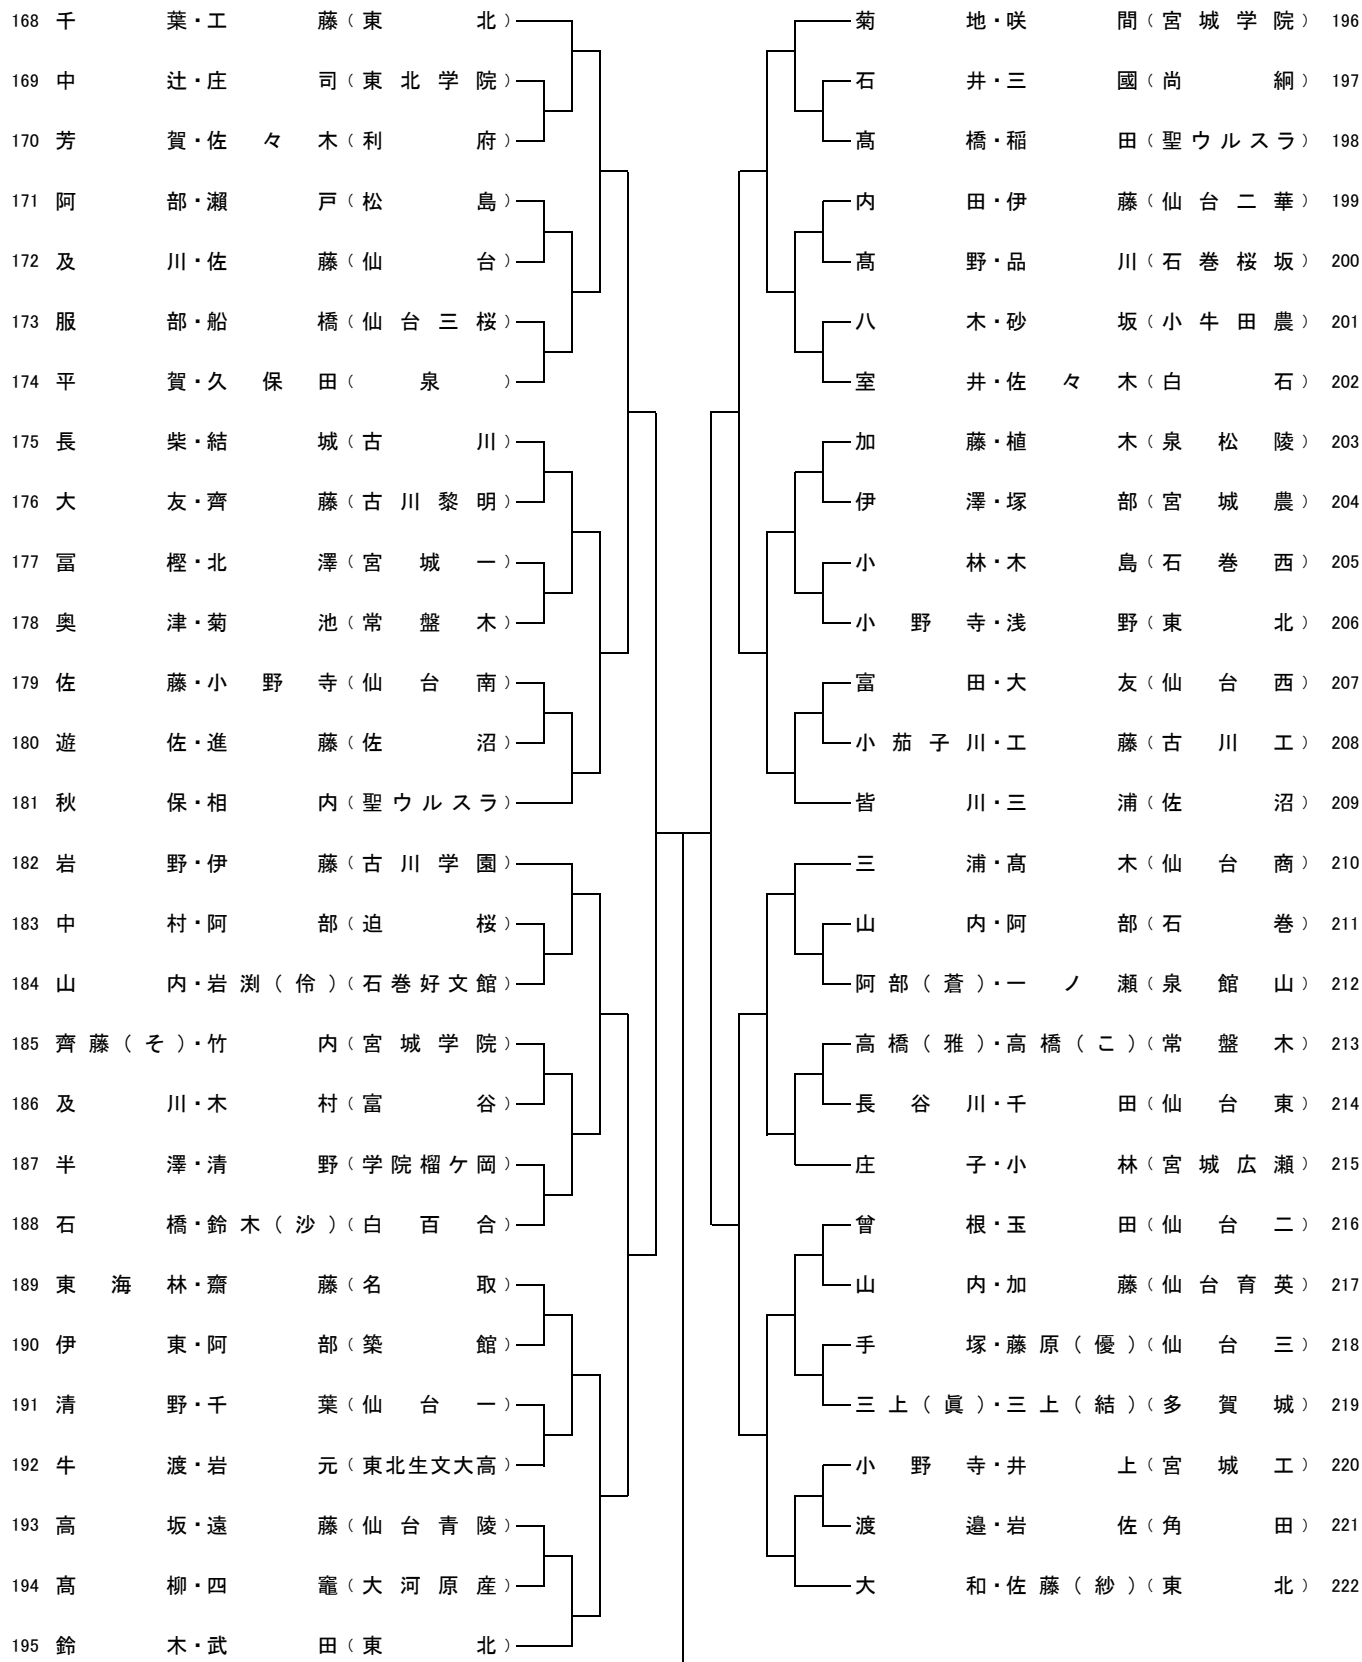 168 千葉・工藤（東北）
169 中辻・庄司（東北学院）
170 芳賀・佐々木（利府）
171 阿部・瀬戸（松島）
172 及川・佐藤（仙台）
173 服部・船橋（仙台三桜）
174 平賀・久保田（泉）
175 長柴・結城（古川）
176 大友・齊藤（古川黎明）
177 冨樫・北澤（宮城一）
178 奥津・菊池（常盤木）
179 佐藤・小野寺（仙台南）
180 遊佐・進藤（佐沼）
181 秋保・相内（聖ウルスラ）
182 岩野・伊藤（古川学園）
183 中村・阿部（迫桜）
184 山内・岩渕（伶）（石巻好文館）
185 齊藤（そ）・竹内（宮城学院）
186 及川・木村（富谷）
187 半澤・清野（学院榴ケ岡）
188 石橋・鈴木（沙）（白百合）
189 東海林・齋藤（名取）
190 伊東・阿部（築館）
191 清野・千葉（仙台一）
192 牛渡・岩元（東北生文大高）
193 高坂・遠藤（仙台青陵）
194 髙柳・四竈（大河原産）
195 鈴木・武田（東北）
菊地・咲間（宮城学院） 196
石井・三國（尚絅） 197
髙橋・稲田（聖ウルスラ） 198
内田・伊藤（仙台二華） 199
髙野・品川（石巻桜坂） 200
八木・砂坂（小牛田農） 201
室井・佐々木（白石） 202
加藤・植木（泉松陵） 203
伊澤・塚部（宮城農） 204
小林・木島（石巻西） 205
小野寺・浅野（東北） 206
富田・大友（仙台西） 207
小茄子川・工藤（古川工） 208
皆川・三浦（佐沼） 209
三浦・髙木（仙台商） 210
山内・阿部（石巻） 211
阿部（蒼）・一ノ瀬（泉館山） 212
高橋（雅）・高橋（こ）（常盤木） 213
長谷川・千田（仙台東） 214
庄子・小林（宮城広瀬） 215
曾根・玉田（仙台二） 216
山内・加藤（仙台育英） 217
手塚・藤原（優）（仙台三） 218
三上（眞）・三上（結）（多賀城） 219
小野寺・井上（宮城工） 220
渡邉・岩佐（角田） 221
大和・佐藤（紗）（東北） 222